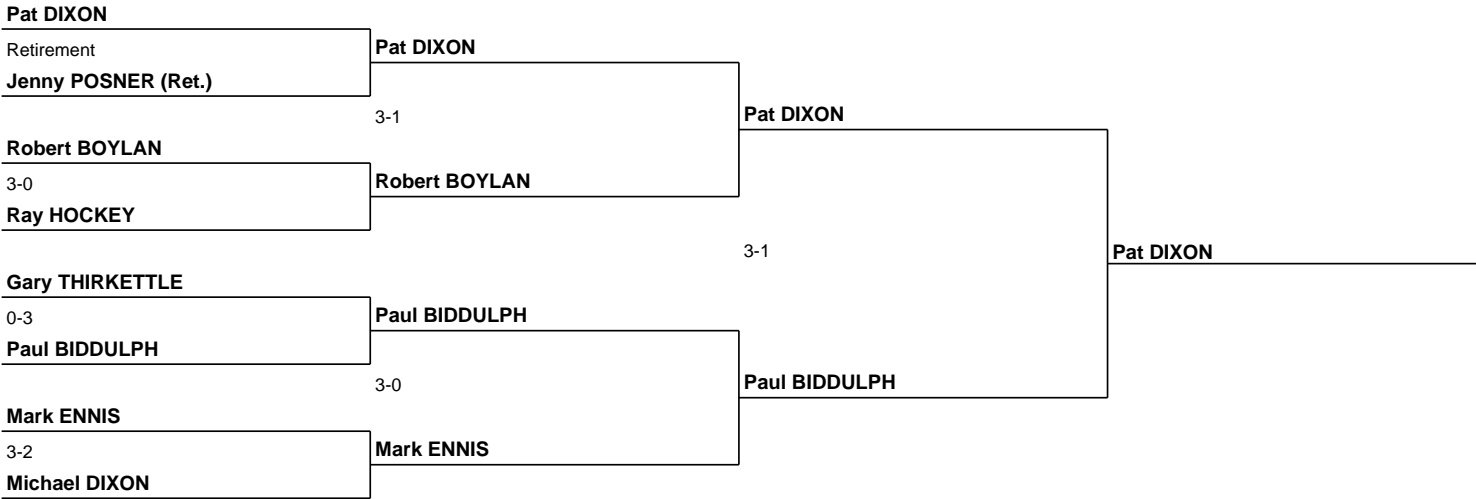 Pat DIXON
Retirement
Jenny POSNER (Ret.)
Robert BOYLAN
3-0
Ray HOCKEY
Gary THIRKETTLE
0-3
Paul BIDDULPH
Mark ENNIS
3-2
Michael DIXON
Pat DIXON
3-1
Robert BOYLAN
Paul BIDDULPH
3-0
Mark ENNIS
Pat DIXON
3-1
Paul BIDDULPH
Pat DIXON